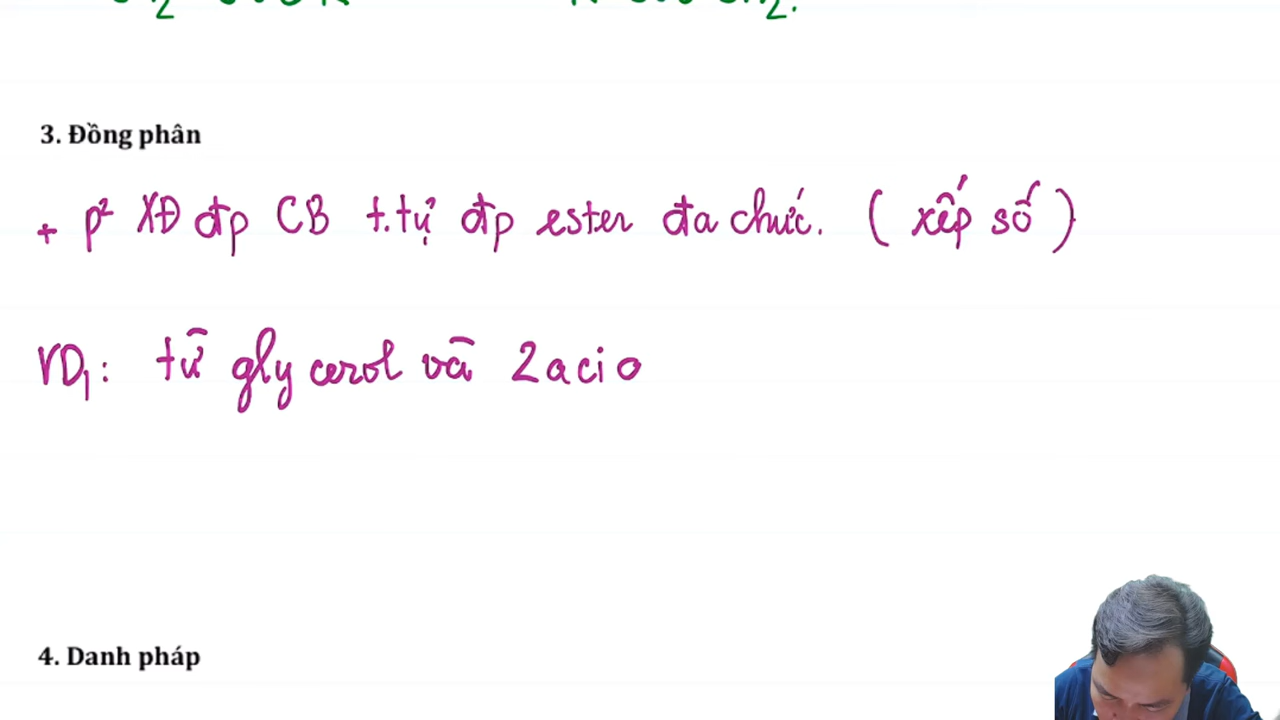 3. Đồng phân
+ p² XĐ đp CB t.tự đp ester đa chức. ( xếp số )
VD₁: từ glycerol và 2 aci
4. Danh pháp